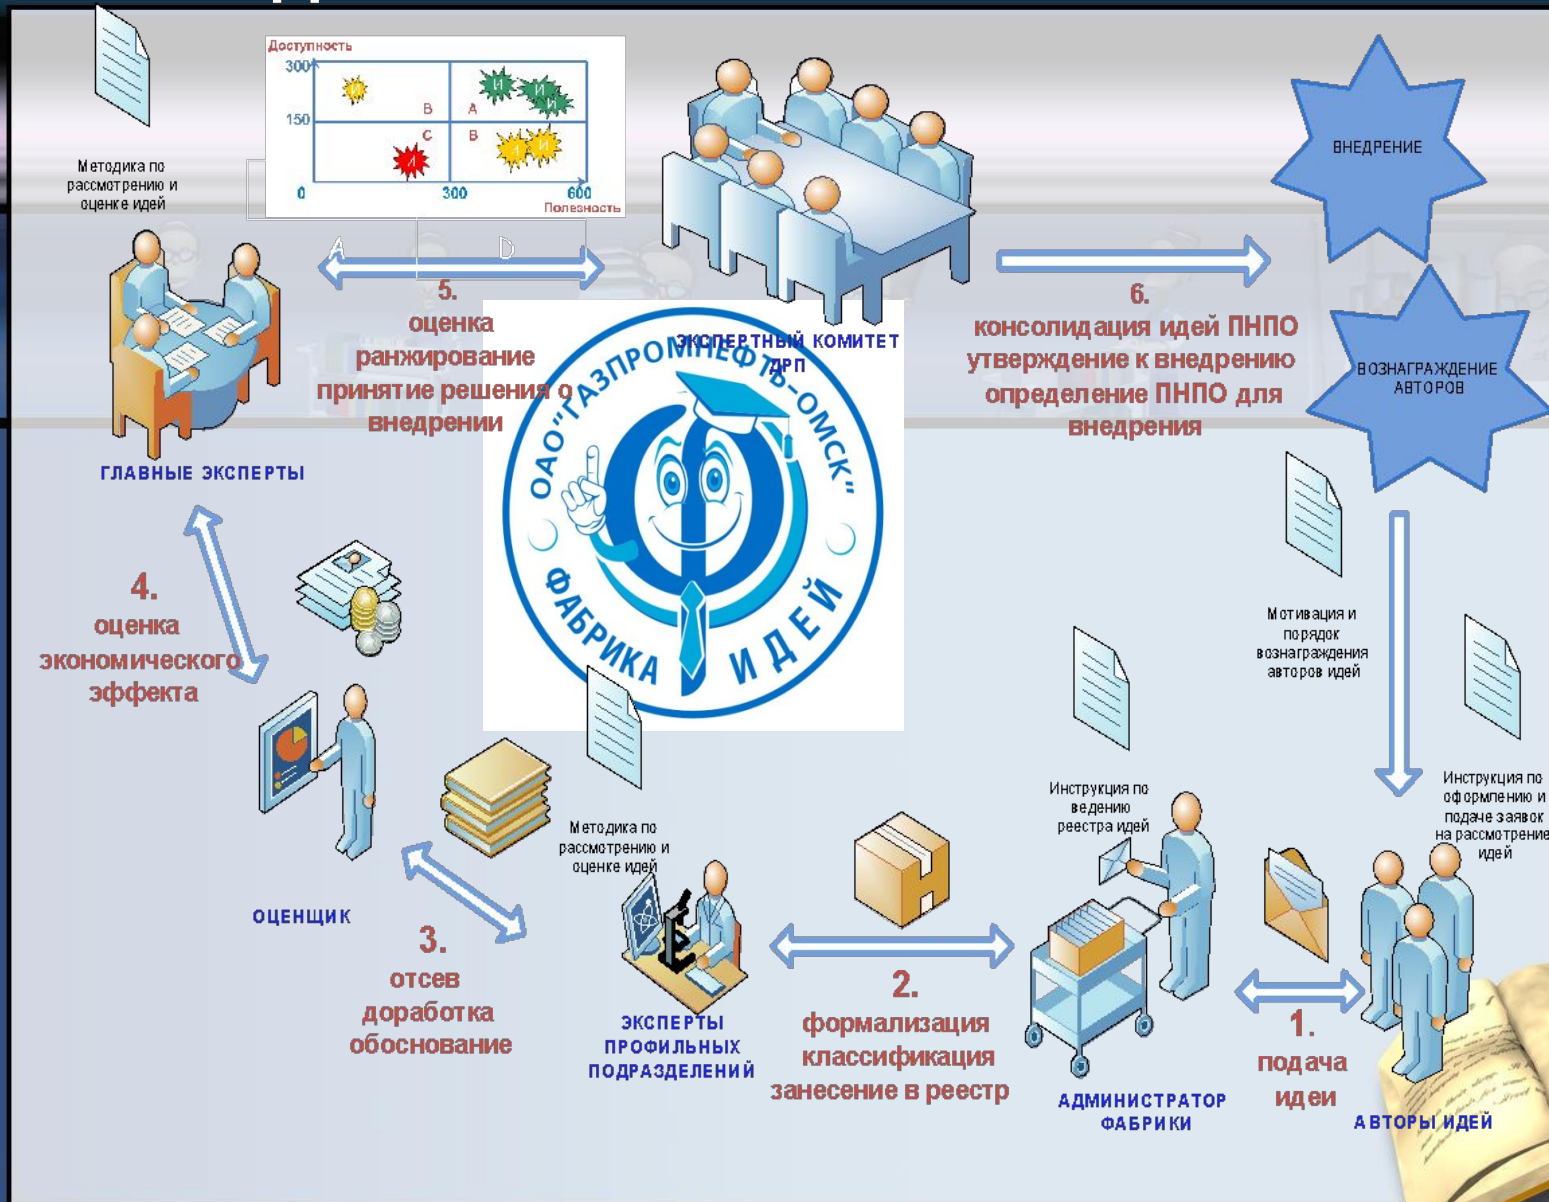 Доступность
300
150
0
300
600
Полезность
В
А
С
В
И
И
И
И
И
И
А
D
Методика по
рассмотрению и
оценке идей
ГЛАВНЫЕ ЭКСПЕРТЫ
5.
оценка
ранжирование
принятие решения о
внедрении
ЭКСПЕРТНЫЙ КОМИТЕТ
ДРП
6.
консолидация идей ПНПО
утверждение к внедрению
определение ПНПО для
внедрения
ВНЕДРЕНИЕ
ВОЗНАГРАЖДЕНИЕ
АВТОРОВ
ОАО"ГАЗПРОМНЕФТЬ-ОМСК"
ФАБРИКА ИДЕЙ
4.
оценка
экономического
эффекта
Мотивация и
порядок
вознаграждения
авторов идей
Инструкция по
оформлению и
подаче заявок
на рассмотрение
идей
Инструкция по
ведению
реестра идей
Методика по
рассмотрению и
оценке идей
ОЦЕНЩИК
3.
отсев
доработка
обоснование
ЭКСПЕРТЫ
ПРОФИЛЬНЫХ
ПОДРАЗДЕЛЕНИЙ
2.
формализация
классификация
занесение в реестр
АДМИНИСТРАТОР
ФАБРИКИ
1.
подача
идеи
АВТОРЫ ИДЕЙ